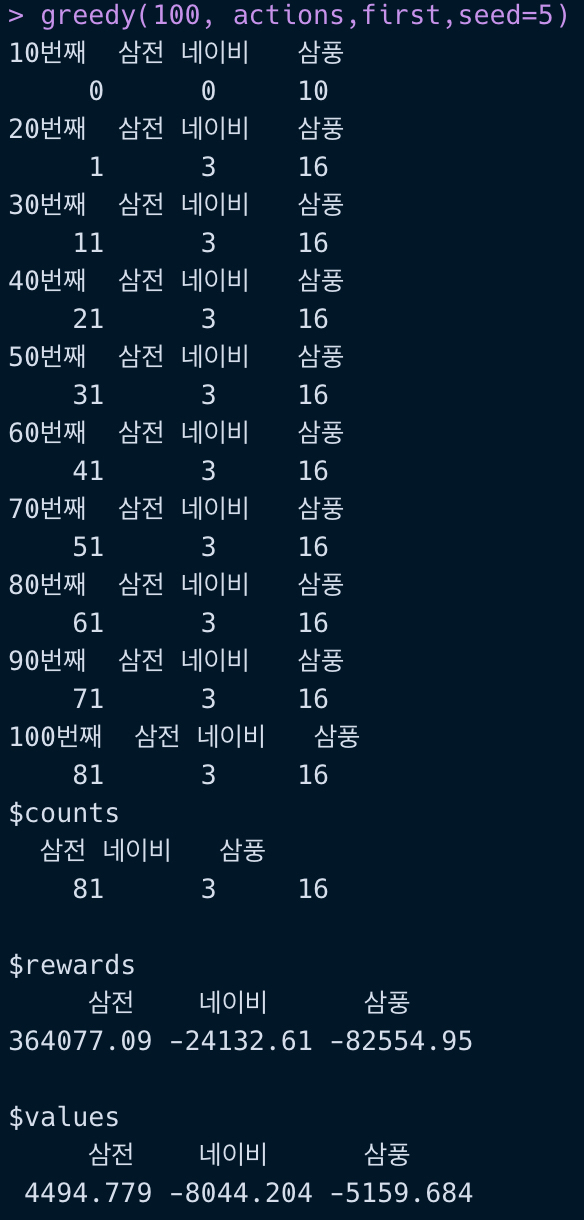 > greedy(100, actions,first,seed=5)
10번째 삼전 네이비 삼풍
0 0 10
20번째 삼전 네이비 삼풍
1 3 16
30번째 삼전 네이비 삼풍
11 3 16
40번째 삼전 네이비 삼풍
21 3 16
50번째 삼전 네이비 삼풍
31 3 16
60번째 삼전 네이비 삼풍
41 3 16
70번째 삼전 네이비 삼풍
51 3 16
80번째 삼전 네이비 삼풍
61 3 16
90번째 삼전 네이비 삼풍
71 3 16
100번째 삼전 네이비 삼풍
81 3 16
$counts
삼전 네이비 삼풍
81 3 16
$rewards
삼전 네이비 삼풍
364077.09 -24132.61 -82554.95
$values
삼전 네이비 삼풍
4494.779 -8044.204 -5159.684